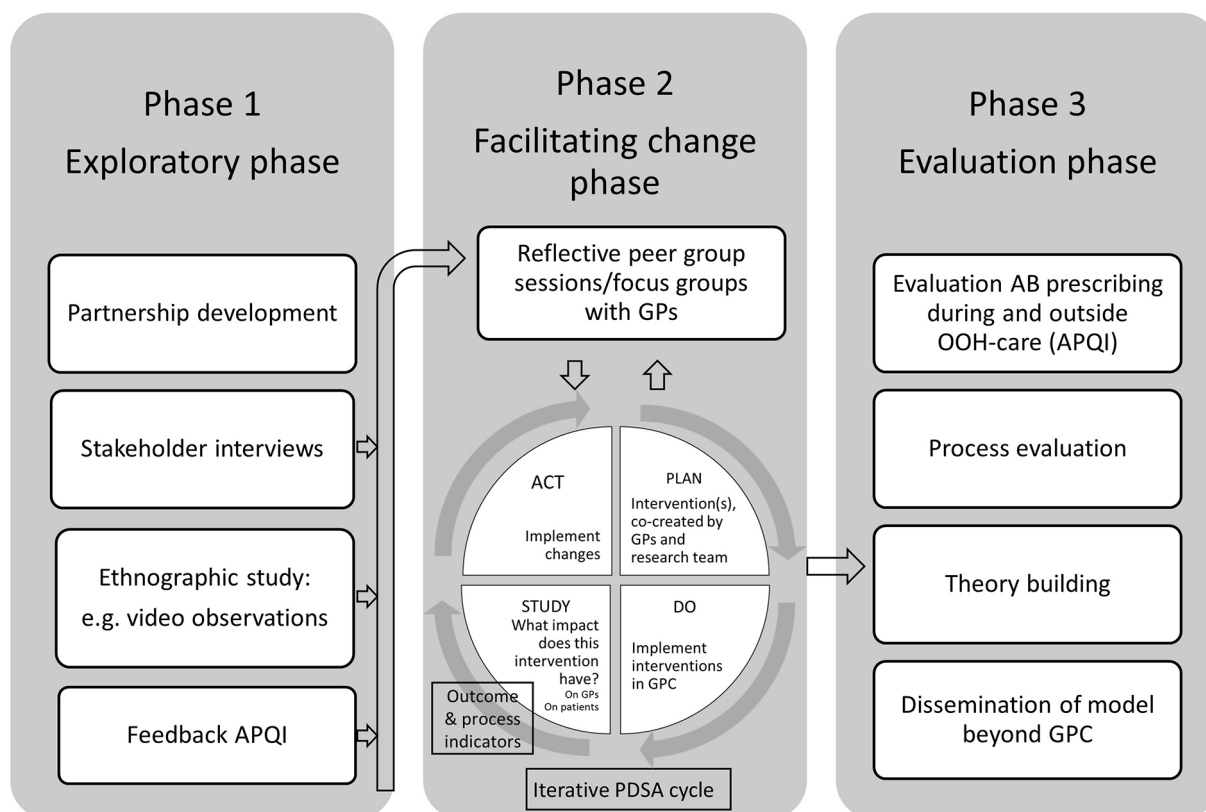 Phase 1
Exploratory phase
Partnership development
Stakeholder interviews
Ethnographic study:
e.g. video observations
Feedback APQI
Phase 2
Facilitating change
phase
Reflective peer group
sessions/focus groups
with GPs
ACT
Implement
changes
PLAN
Intervention(s),
co-created by
GPs and
research team
STUDY
What impact
does this
intervention
have?
On GPs
On patients
DO
Implement
interventions
in GPC
Outcome
& process
indicators
Iterative PDSA cycle
Phase 3
Evaluation phase
Evaluation AB prescribing
during and outside
OOH-care (APQI)
Process evaluation
Theory building
Dissemination of model
beyond GPC